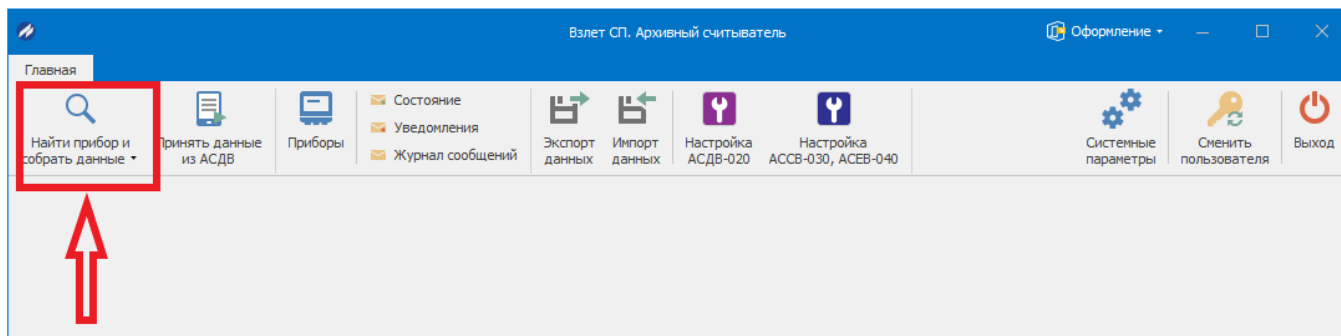 Взлет СП. Архивный считыватель
Оформление
Главная
Найти прибор и
собрать данные
Принять данные
из АСДВ
Приборы
Состояние
Уведомления
Журнал сообщений
Экспорт
данных
Импорт
данных
Настройка
АСДВ-020
Настройка
АССВ-030, АСЕВ-040
Системные
параметры
Сменить
пользователя
Выход